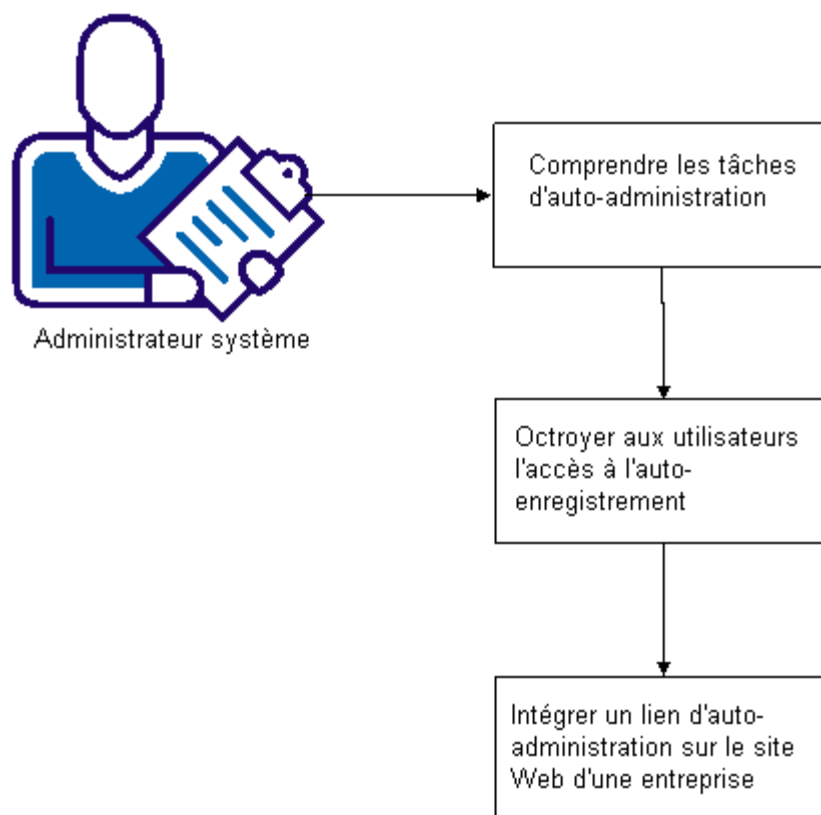 Comprendre les tâches
d'auto-administration
Administrateur système
Octroyer aux utilisateurs
l'accès à l'auto-
enregistrement
Intégrer un lien d'auto-
administration sur le site
Web d'une entreprise